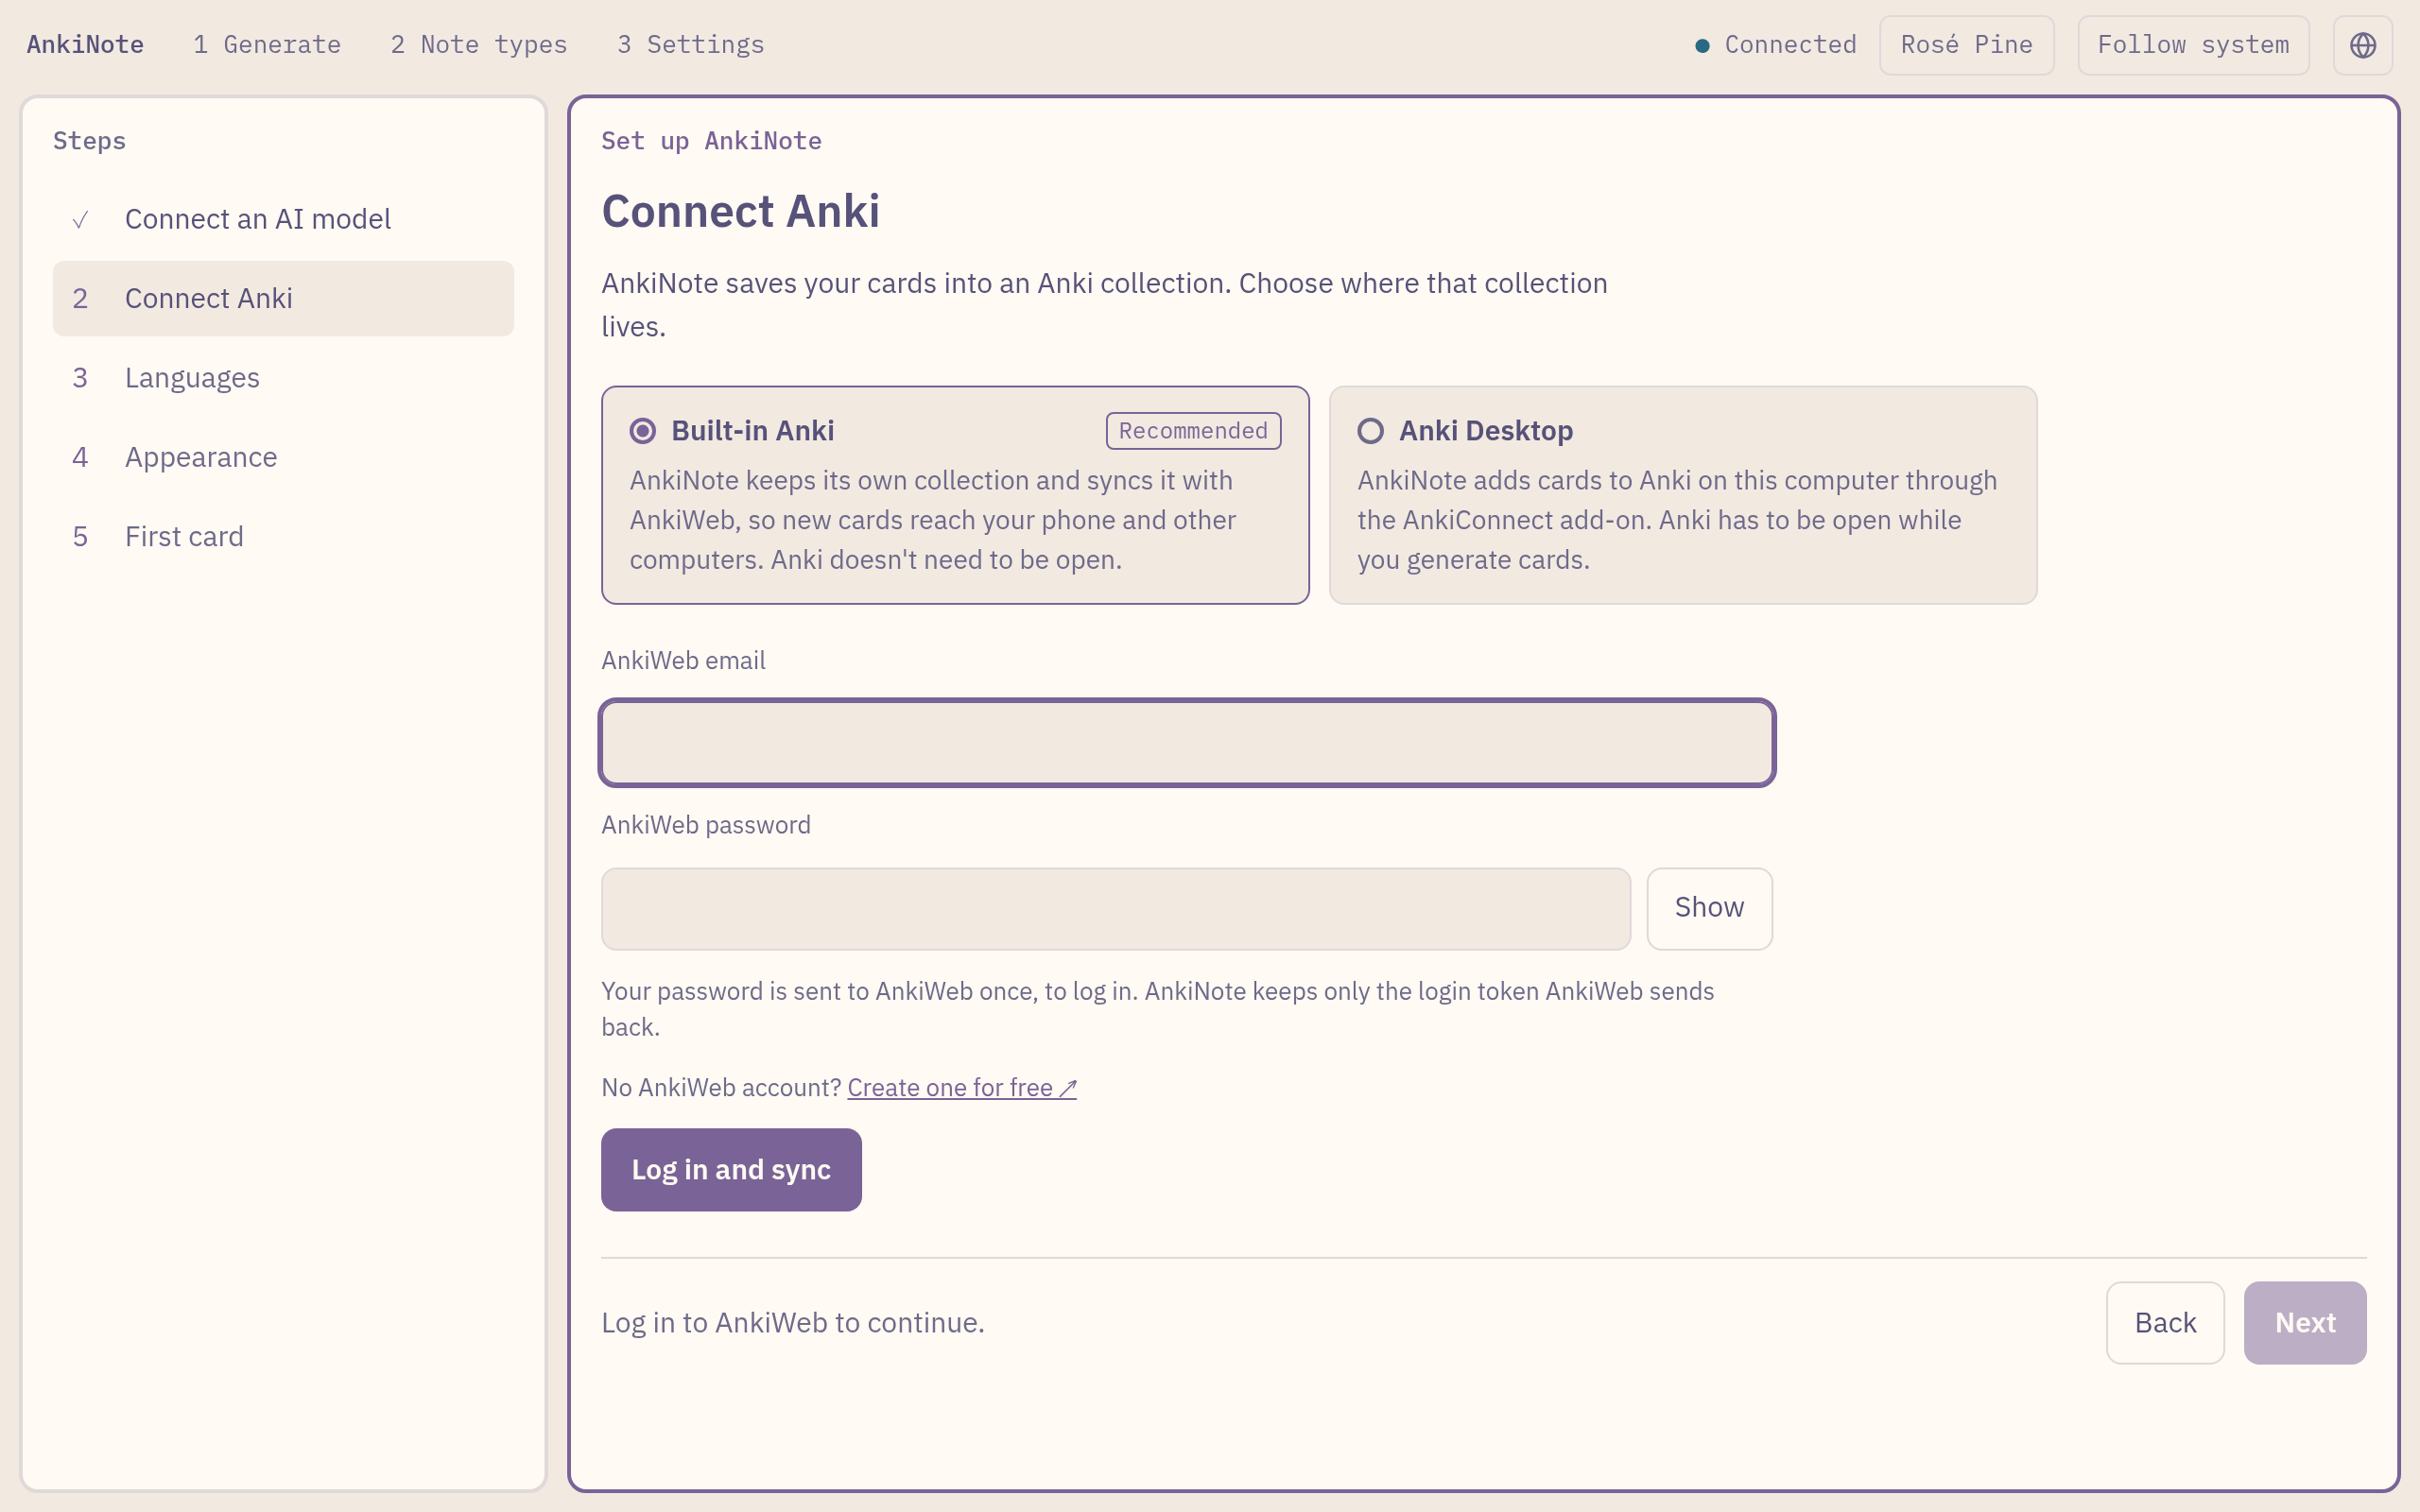 AnkiNote 1 Generate 2 Note types 3 Settings Connected Rosé Pine Follow system
Steps
✓ Connect an AI model
2 Connect Anki
3 Languages
4 Appearance
5 First card
Set up AnkiNote
Connect Anki
AnkiNote saves your cards into an Anki collection. Choose where that collection
lives.
Built-in Anki Recommended
AnkiNote keeps its own collection and syncs it with
AnkiWeb, so new cards reach your phone and other
computers. Anki doesn't need to be open.
Anki Desktop
AnkiNote adds cards to Anki on this computer through
the AnkiConnect add-on. Anki has to be open while
you generate cards.
AnkiWeb email
AnkiWeb password
Show
Your password is sent to AnkiWeb once, to log in. AnkiNote keeps only the login token AnkiWeb sends
back.
No AnkiWeb account? Create one for free ↗
Log in and sync
Log in to AnkiWeb to continue. Back Next